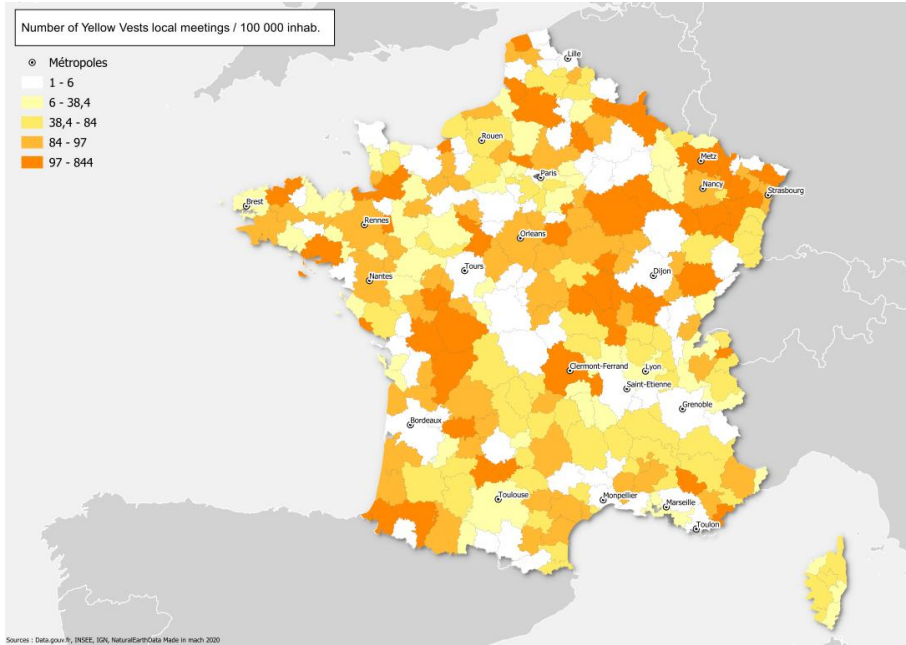 Number of Yellow Vests local meetings / 100 000 inhab.
Métropoles
1 - 6
6 - 38,4
38,4 - 84
84 - 97
97 - 844
Lille
Rouen
Metz
Paris
Nancy
Strasbourg
Brest
Rennes
Orleans
Tours
Dijon
Nantes
Clermont-Ferrand
Lyon
Saint-Etienne
Grenoble
Bordeaux
Toulouse
Monpellier
Marseille
Toulon
Sources : Data.gouv.fr, INSEE, IGN, NaturalEarthData Made in mach 2020